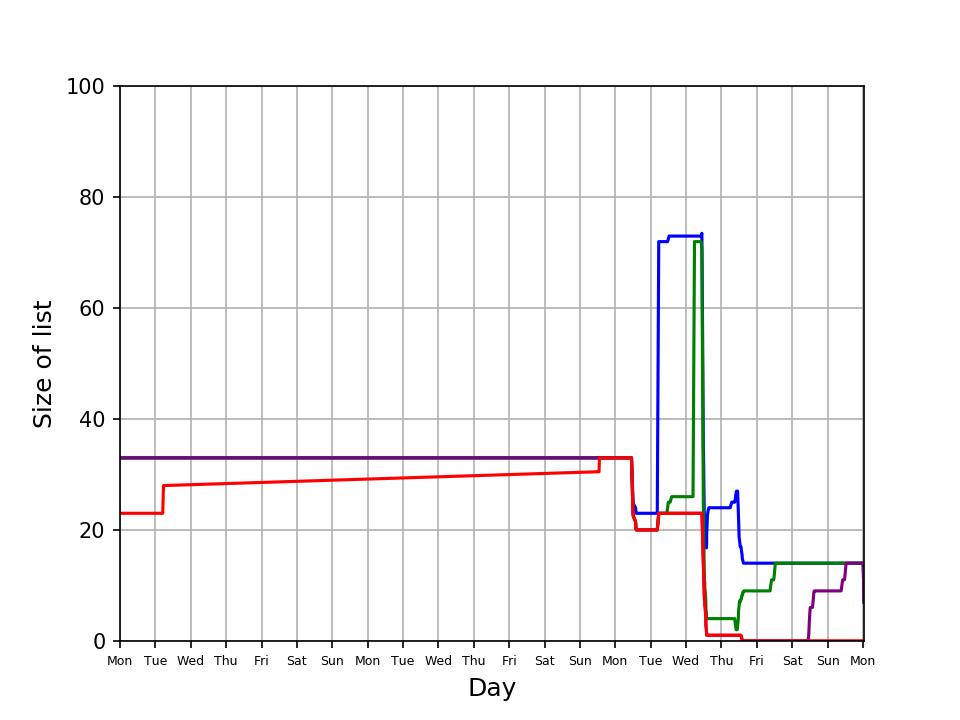 100
80
60
40
20
0
Size of list
Mon Tue Wed Thu Fri Sat Sun Mon Tue Wed Thu Fri Sat Sun Mon Tue Wed Thu Fri Sat Sun Mon
Day